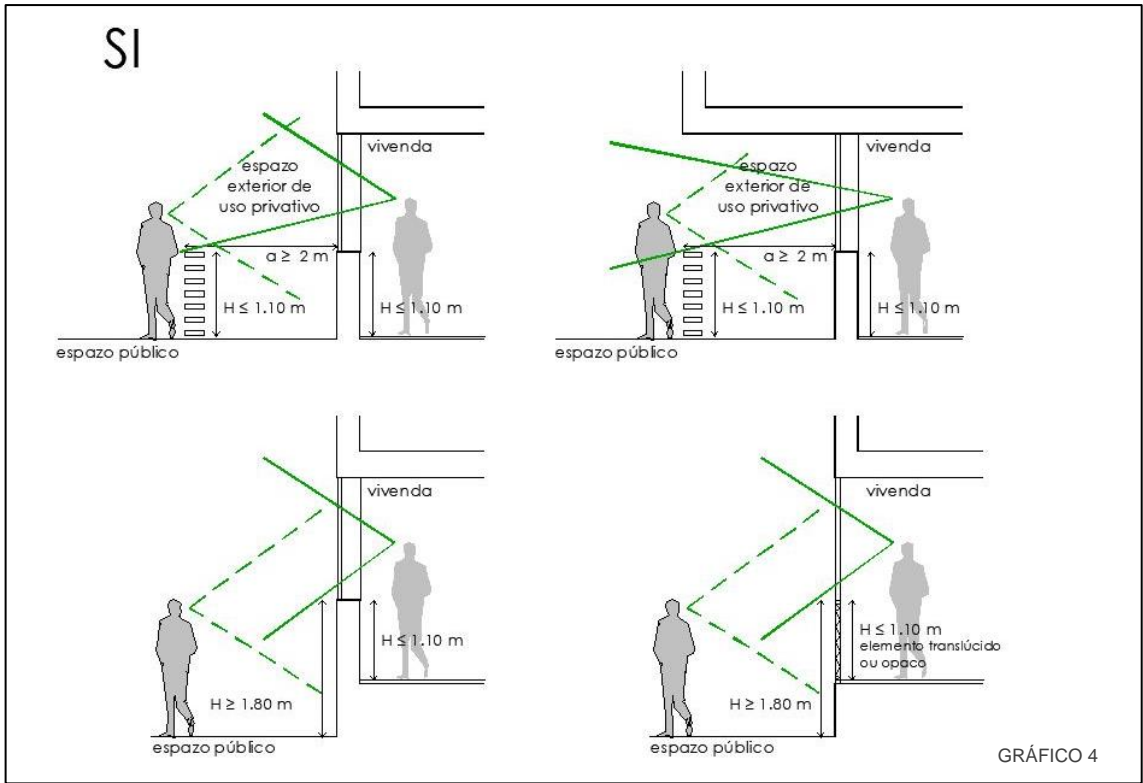 SI
vivenda
espazo
exterior de
uso privativo
a ≥ 2 m
H ≤ 1.10 m
H ≤ 1.10 m
espazo público
vivenda
espazo
exterior de
uso privativo
a ≥ 2 m
H ≤ 1.10 m
H ≤ 1.10 m
espazo público
vivenda
H ≤ 1.10 m
H ≥ 1.80 m
espazo público
vivenda
H ≤ 1.10 m
elemento translúcido
ou opaco
H ≥ 1.80 m
espazo público
GRÁFICO 4